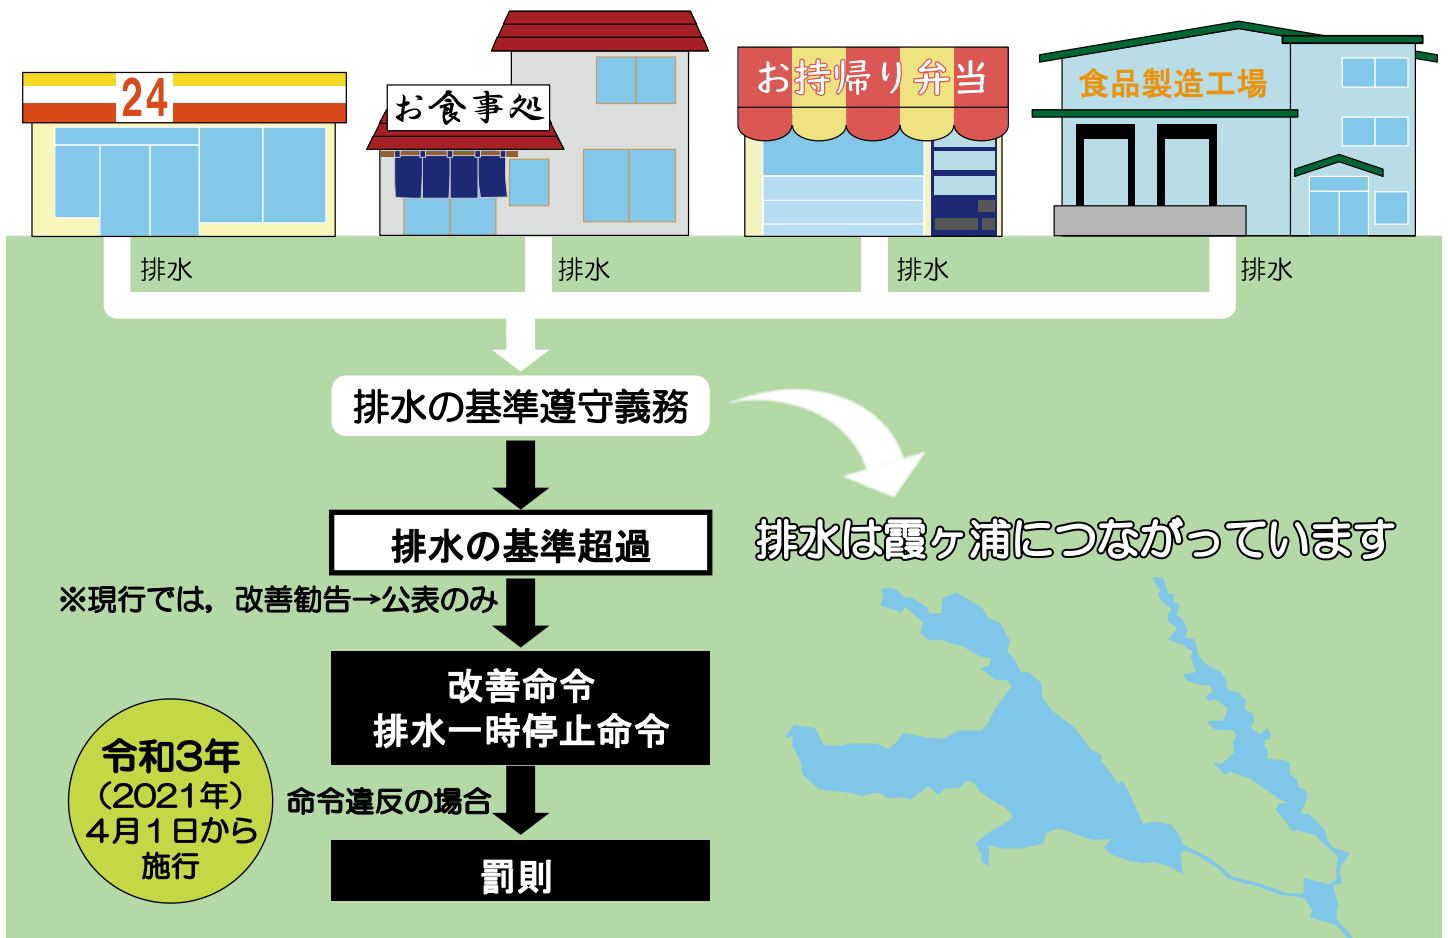 24
お食事処
お持帰り弁当
食品製造工場
排水
排水
排水
排水
排水の基準遵守義務
排水の基準超過
排水は霞ヶ浦につながっています
※現行では，改善勧告→公表のみ
改善命令
排水一時停止命令
令和3年
（2021年）
4月1日から
施行
命令違反の場合
罰則